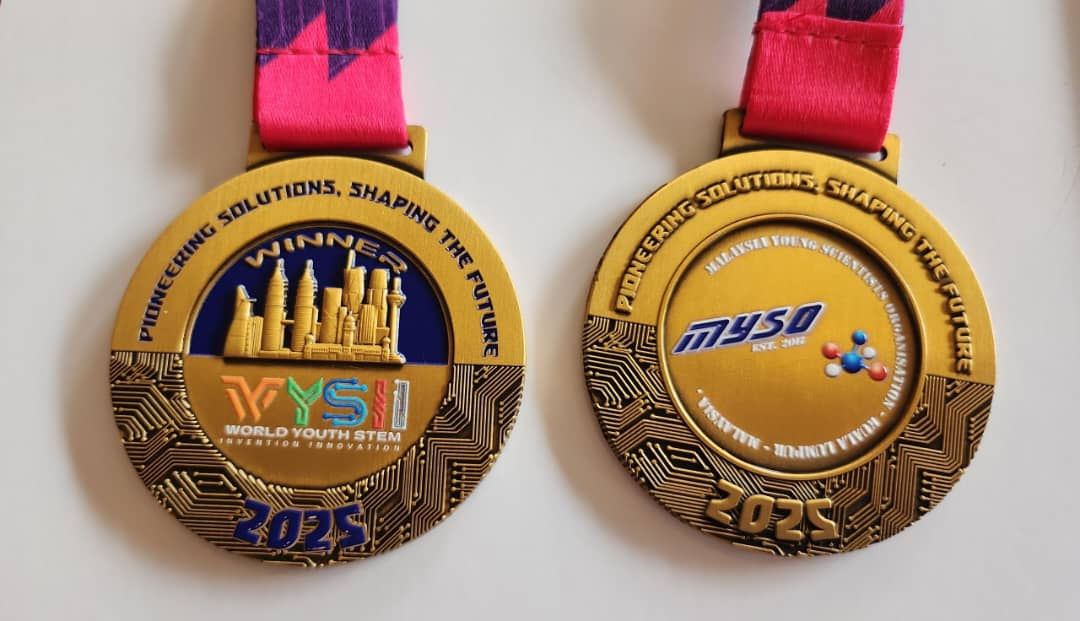 PIONEERING SOLUTIONS, SHAPING THE FUTURE
WINNER
WYSII
WORLD YOUTH STEM
INVENTION INNOVATION
2025
PIONEERING SOLUTIONS, SHAPING THE FUTURE
MALAYSIA YOUNG SCIENTISTS ORGANISATION - KUALA LUMPUR - MALAYSIA -
MYSO
EST. 2017
2025